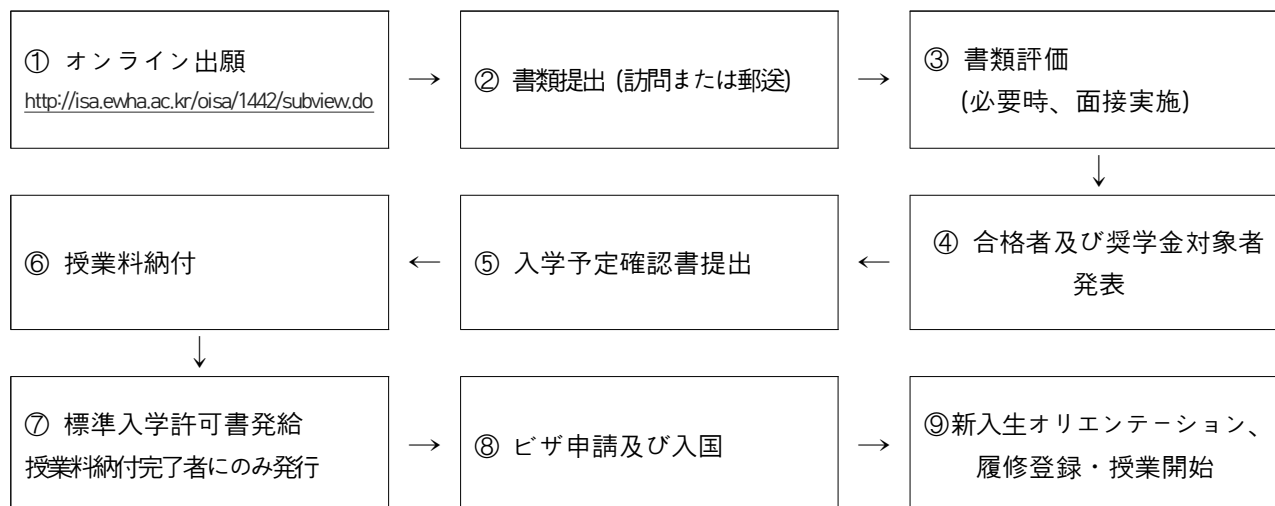 ① オンライン出願
http://isa.ewha.ac.kr/oisa/1442/subview.do
→
② 書類提出 (訪問または郵送)
→
③ 書類評価
(必要時、面接実施)
↓
④ 合格者及び奨学金対象者
発表
←
⑤ 入学予定確認書提出
←
⑥ 授業料納付
↓
⑦ 標準入学許可書発給
授業料納付完了者にのみ発行
→
⑧ ビザ申請及び入国
→
⑨新入生オリエンテーション、
履修登録・授業開始